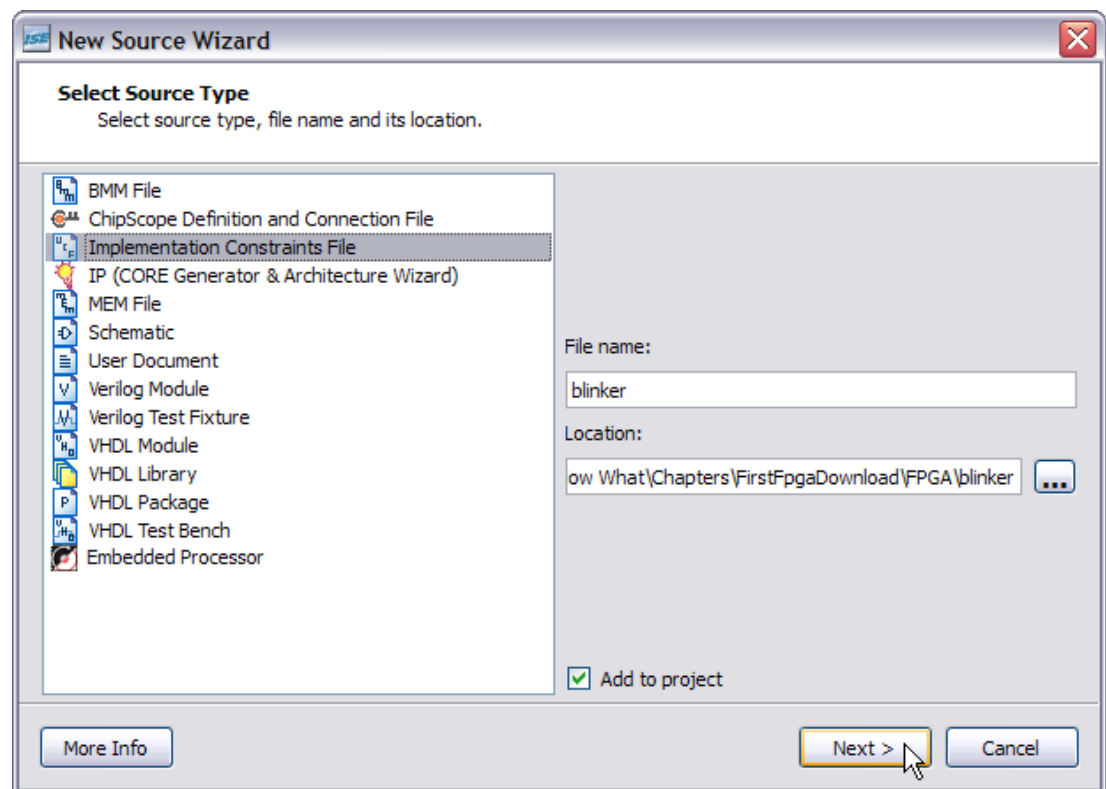 ISE New Source Wizard
Select Source Type
Select source type, file name and its location.
BMM File
ChipScope Definition and Connection File
Implementation Constraints File
IP (CORE Generator & Architecture Wizard)
MEM File
Schematic
User Document
Verilog Module
Verilog Test Fixture
VHDL Module
VHDL Library
VHDL Package
VHDL Test Bench
Embedded Processor
File name:
blinker
Location:
ow What\Chapters\FirstFpgaDownload\FPGA\blinker
...
Add to project
More Info
Next >
Cancel